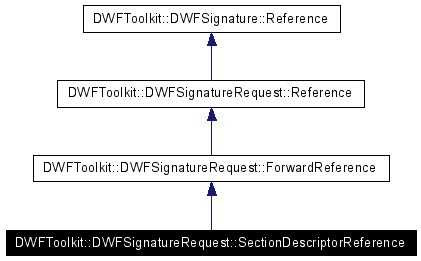 DWFToolkit::DWFSignature::Reference
DWFToolkit::DWFSignatureRequest::Reference
DWFToolkit::DWFSignatureRequest::ForwardReference
DWFToolkit::DWFSignatureRequest::SectionDescriptorReference